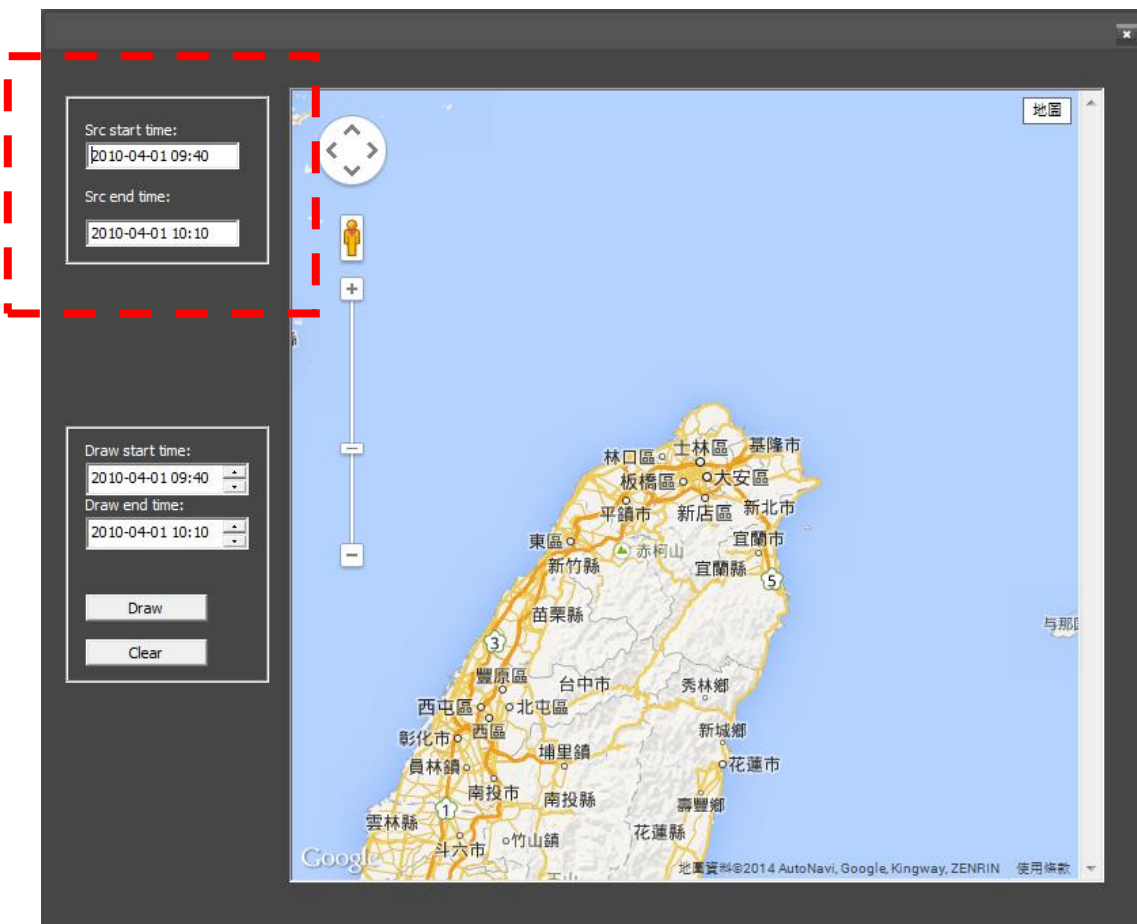 Src start time:
2010-04-01 09:40
Src end time:
2010-04-01 10:10
Draw start time:
2010-04-01 09:40
Draw end time:
2010-04-01 10:10
Draw
Clear
地圖
林口區
士林區
基隆市
板橋區
大安區
平鎮市
新店區
新北市
東區
赤柯山
宜蘭市
新竹縣
宜蘭縣
5
苗栗縣
与那
3
豐原區
台中市
秀林鄉
西屯區
北屯區
彰化市
西區
新城鄉
埔里鎮
員林鎮
花蓮市
南投市
南投縣
壽豐鄉
1
雲林縣
花蓮縣
竹山鎮
斗六市
Google
地圖資料©2014 AutoNavi, Google, Kingway, ZENRIN
使用條款